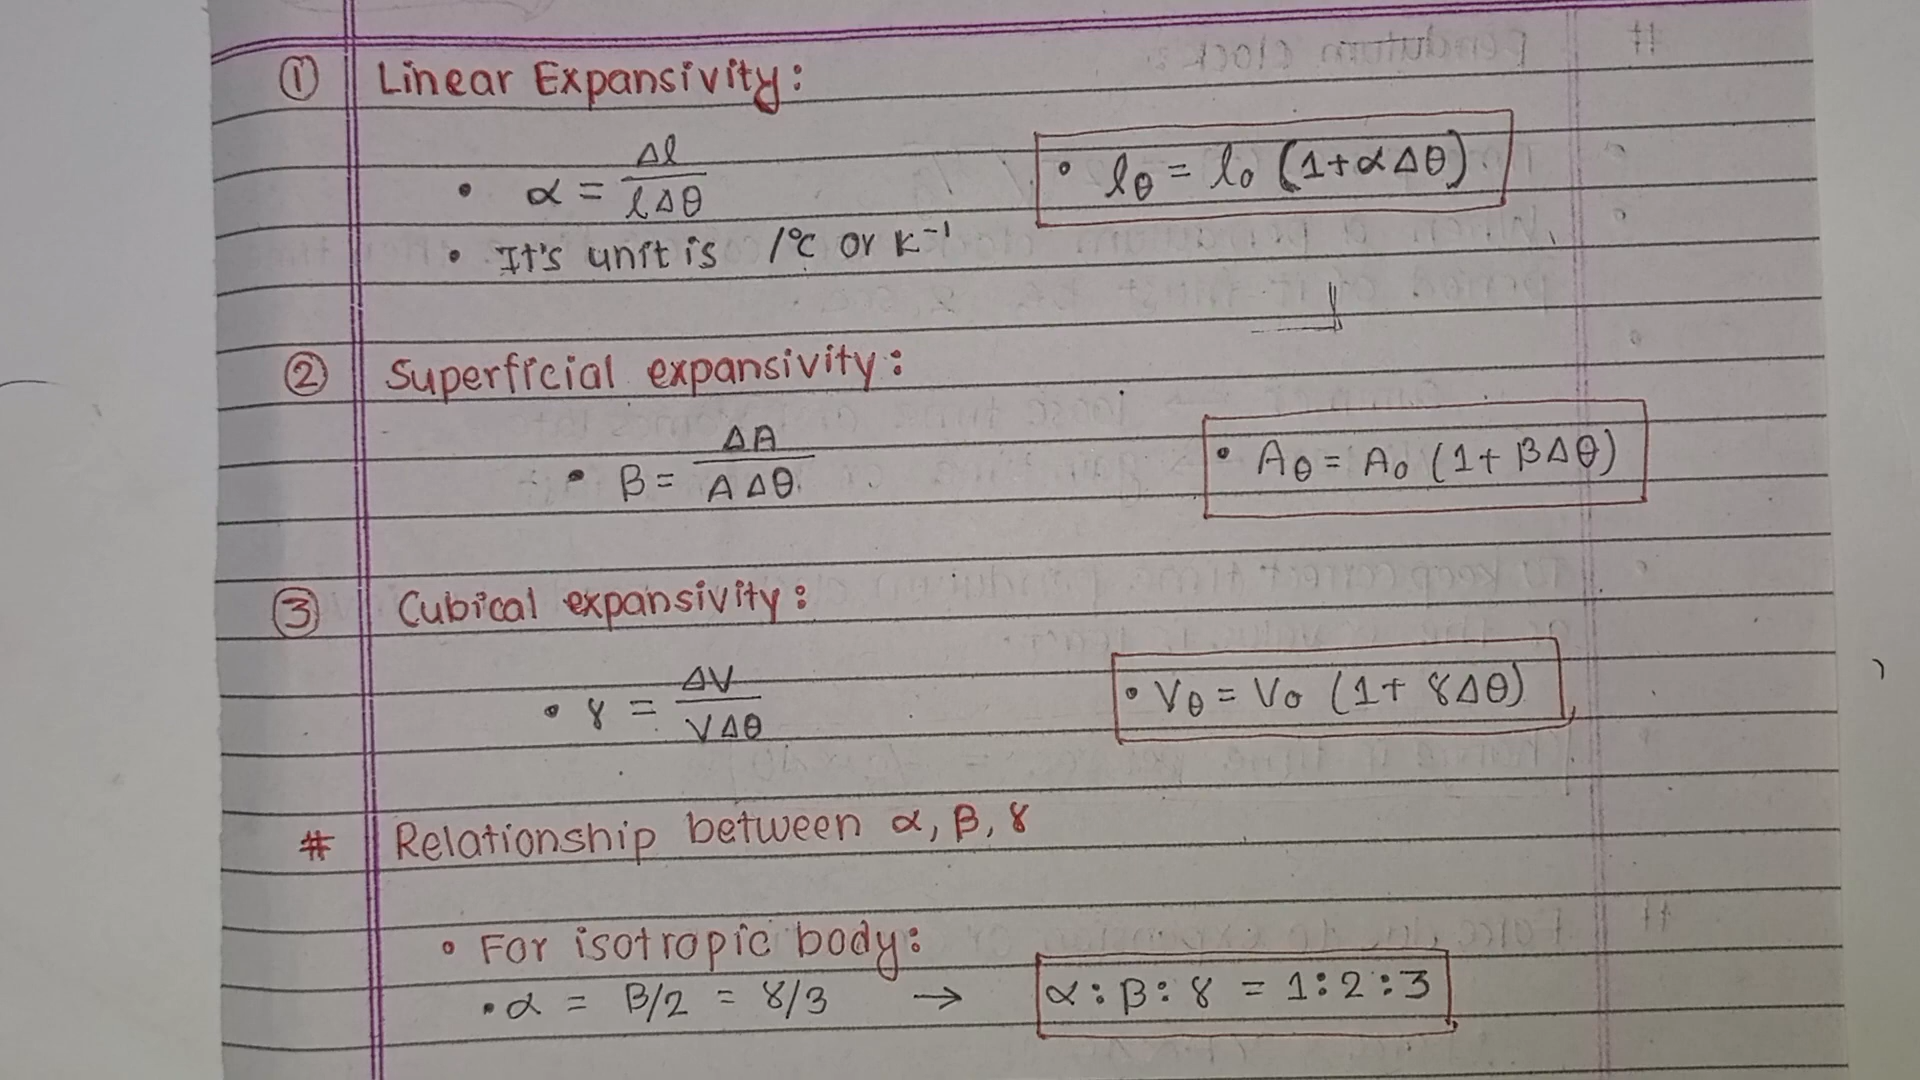 ① Linear Expansivity:
• α = Δl / lΔθ
• lθ = l₀ (1+αΔθ)
• It's unit is /°C or K⁻¹
② Superficial expansivity:
• β = ΔA / AΔθ
• Aθ = A₀ (1+ βΔθ)
③ Cubical expansivity:
• γ = ΔV / VΔθ
• Vθ = V₀ (1+ γΔθ)
# Relationship between α, β, γ
• For isotropic body:
• α = β/2 = γ/3 → α:β:γ = 1:2:3